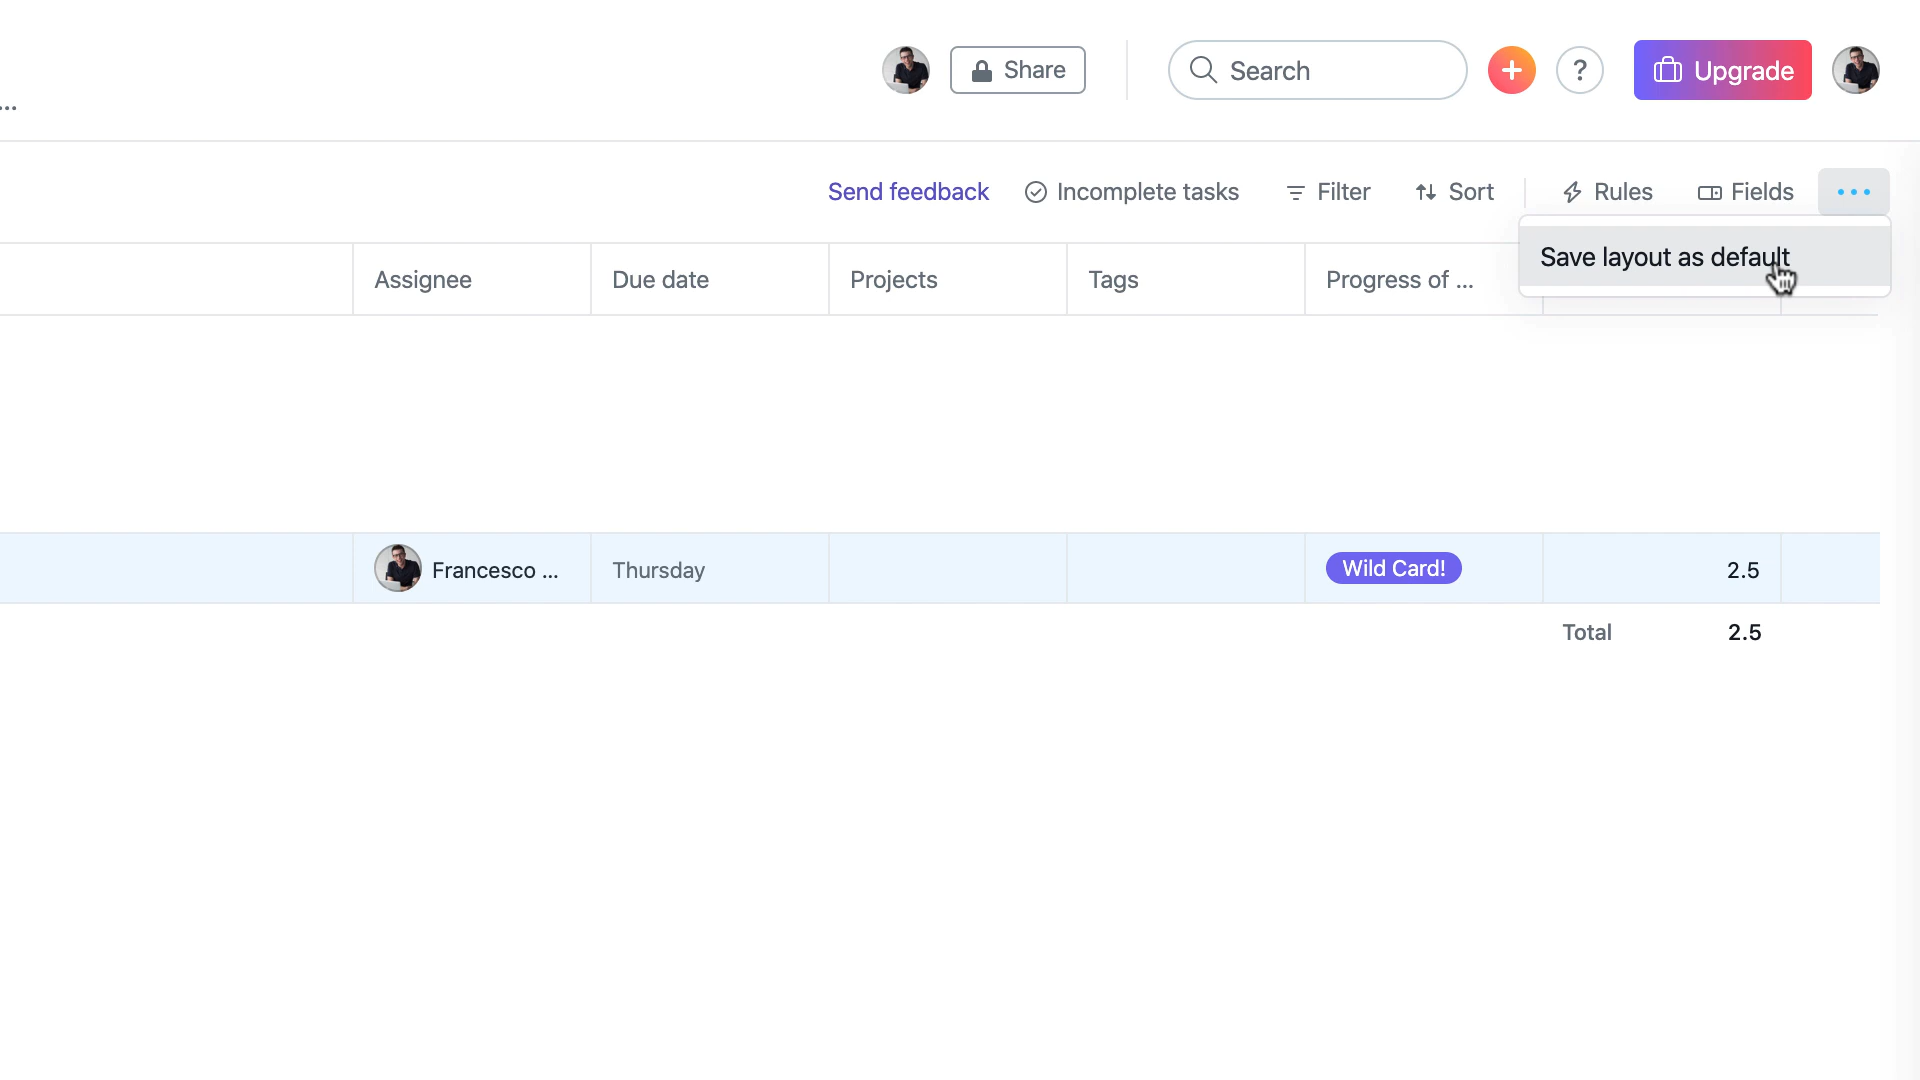 Share
Search
?
Upgrade
...
Send feedback
Incomplete tasks
Filter
Sort
Rules
Fields
Save layout as default
Assignee
Due date
Projects
Tags
Progress of ...
Francesco ...
Thursday
Wild Card!
2.5
Total
2.5